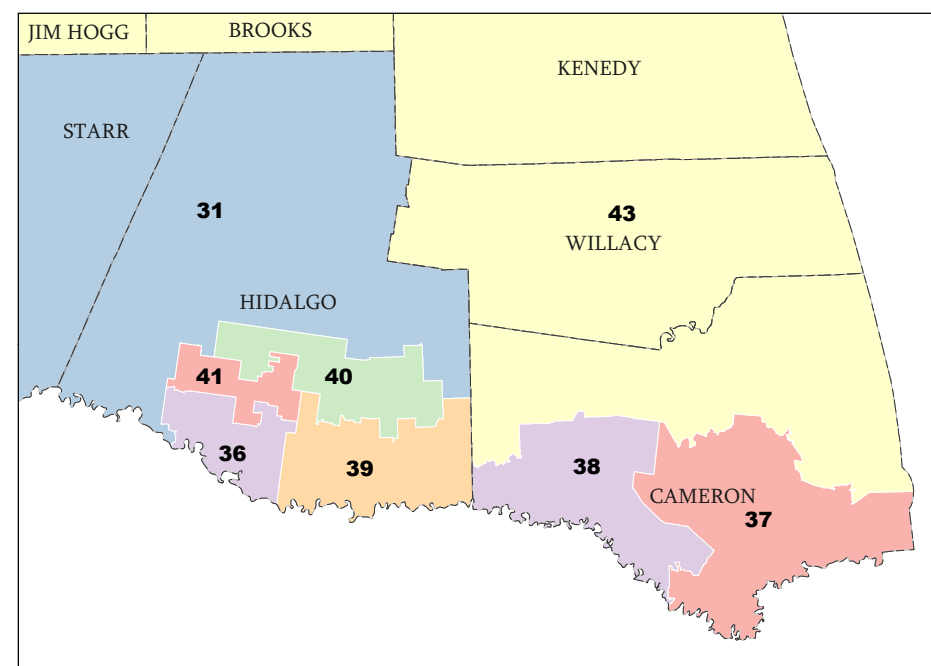 JIM HOGG
BROOKS
KENEDY
STARR
31
43
WILLACY
HIDALGO
41
40
36
39
38
CAMERON
37